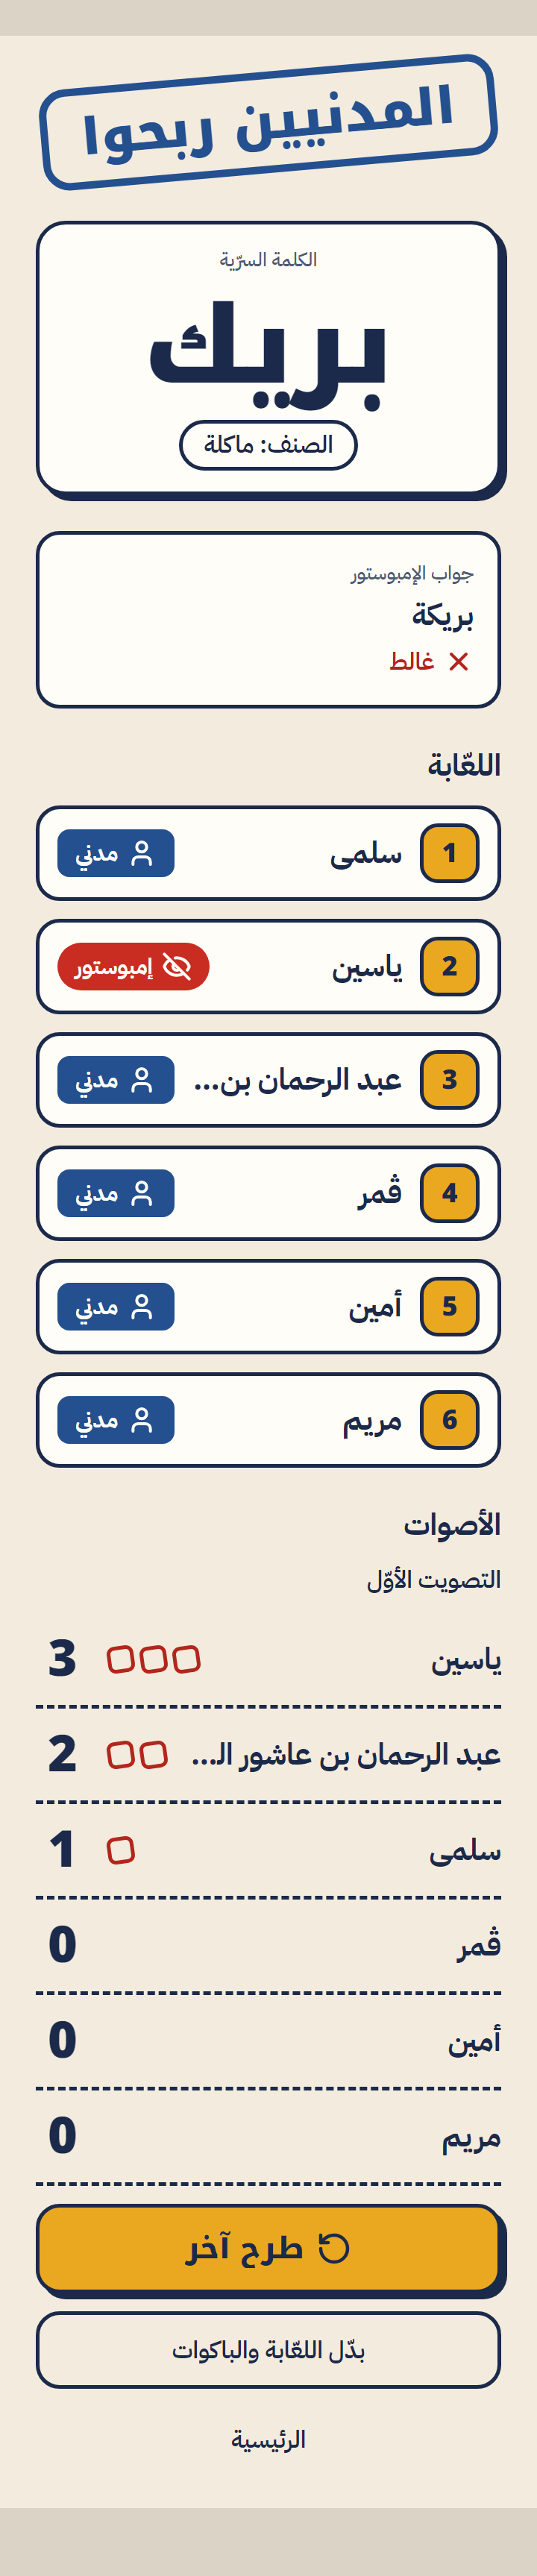 المدنيين ربحوا
الكلمة السرّية
بريك
الصنف: ماكلة
جواب الإمبوستور
بريكة
غالط
اللعّابة
1 سلمى مدني
2 ياسين إمبوستور
3 عبد الرحمان بن... مدني
4 ڨمر مدني
5 أمين مدني
6 مريم مدني
الأصوات
التصويت الأوّل
ياسين 3
عبد الرحمان بن عاشور الـ... 2
سلمى 1
ڨمر 0
أمين 0
مريم 0
طرح آخر
بدّل اللعّابة والباكوات
الرئيسية